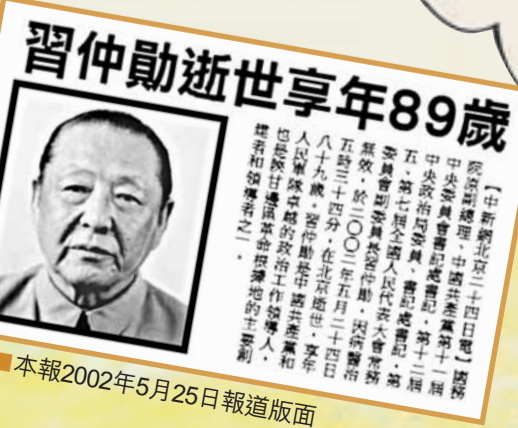 習仲勛逝世享年89歲
【中新網北京二十四日電】國務
院原副總理、中國共產黨第十一屆
中央委員會書記處書記，第十二屆
中央政治局委員、書記處書記，第
五、第七屆全國人民代表大會常務
委員會副委員長習仲勛，因病醫治
無效，於二〇〇二年五月二十四日
五時三十四分，在北京逝世，享年
八十九歲。習仲勛是中國共產黨和
人民軍隊卓越的政治工作領導人，
也是陝甘邊區革命根據地的主要創
建者和領導者之一。
本報2002年5月25日報道版面